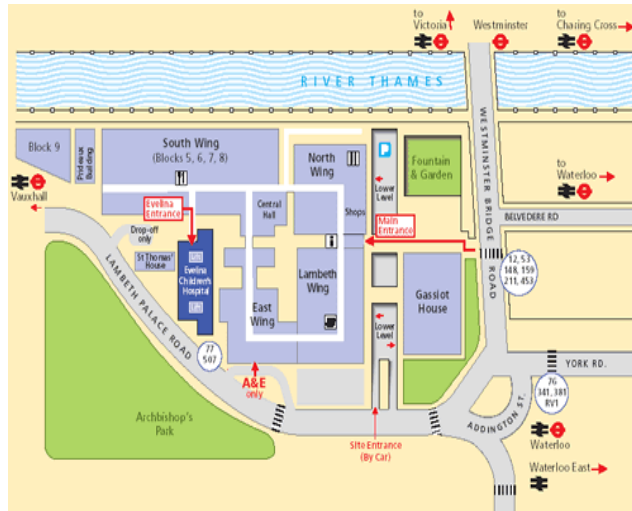 to
Victoria
Westminster
to
Chasing Cross
RIVER THAMES
Block 9
Prideaux
Building
South Wing
(Blocks 5, 6, 7, 8)
North
Wing
P
Lower
Level
Fountain
& Garden
WESTMINSTER BRIDGE
ROAD
to
Waterloo
Vauxhall
Evelina
Entrance
Central
Hall
Shops
Main
Entrance
BELVEDERE RD
Drop-off
only
St Thomas'
House
Evelina
Children's
Hospital
i
Lambeth
Wing
East
Wing
Gassiot
House
12, 53
148, 159
211, 453
LAMBETH PALACE ROAD
77
507
Lower
Level
YORK RD.
A&E
only
76
341, 381
RV1
ADDINGTON ST.
Archbishop's
Park
Site Entrance
(By Car)
Waterloo
Waterloo East